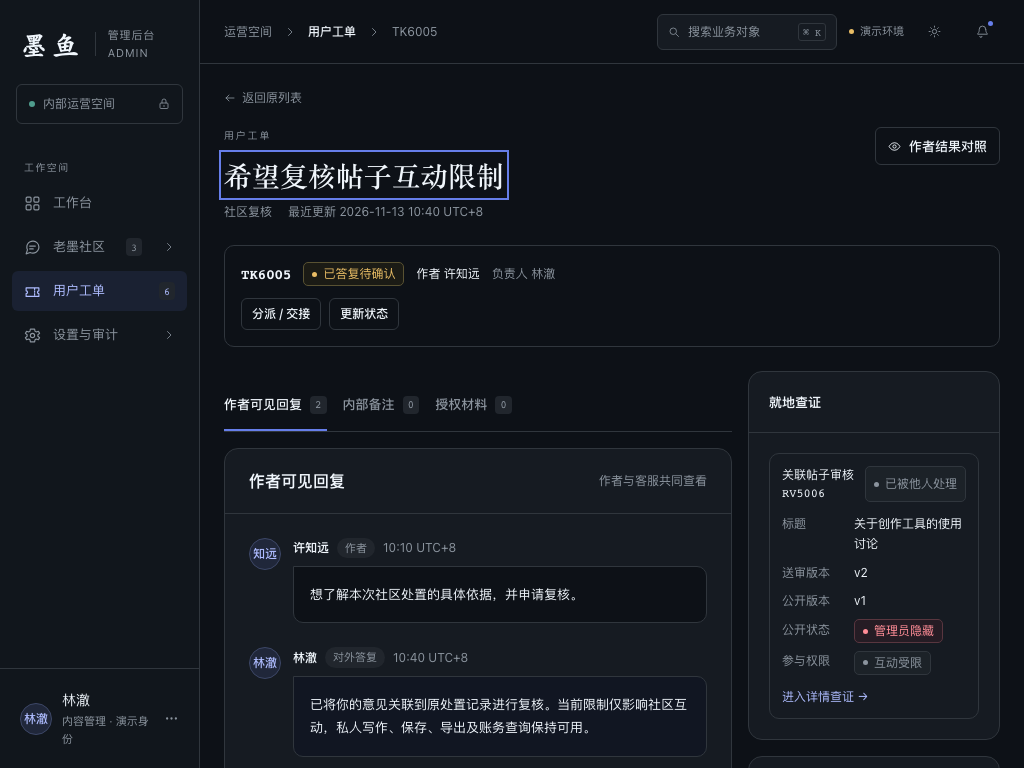 墨鱼
管理后台
ADMIN
内部运营空间
工作空间
工作台
老墨社区 3
用户工单 6
设置与审计
林澈
林澈
内容管理 · 演示身份
运营空间 用户工单 TK6005
搜索业务对象 ⌘ K
演示环境
← 返回原列表
用户工单
希望复核帖子互动限制
社区复核 最近更新 2026-11-13 10:40 UTC+8
作者结果对照
TK6005 已答复待确认 作者 许知远 负责人 林澈
分派 / 交接 更新状态
作者可见回复 2 内部备注 0 授权材料 0
作者可见回复 作者与客服共同查看
知远 许知远 作者 10:10 UTC+8
想了解本次社区处置的具体依据，并申请复核。
林澈 林澈 对外答复 10:40 UTC+8
已将你的意见关联到原处置记录进行复核。当前限制仅影响社区互
动，私人写作、保存、导出及账务查询保持可用。
就地查证
关联帖子审核
RV5006
已被他人处理
标题 关于创作工具的使用
讨论
送审版本 v2
公开版本 v1
公开状态 管理员隐藏
参与权限 互动受限
进入详情查证 →